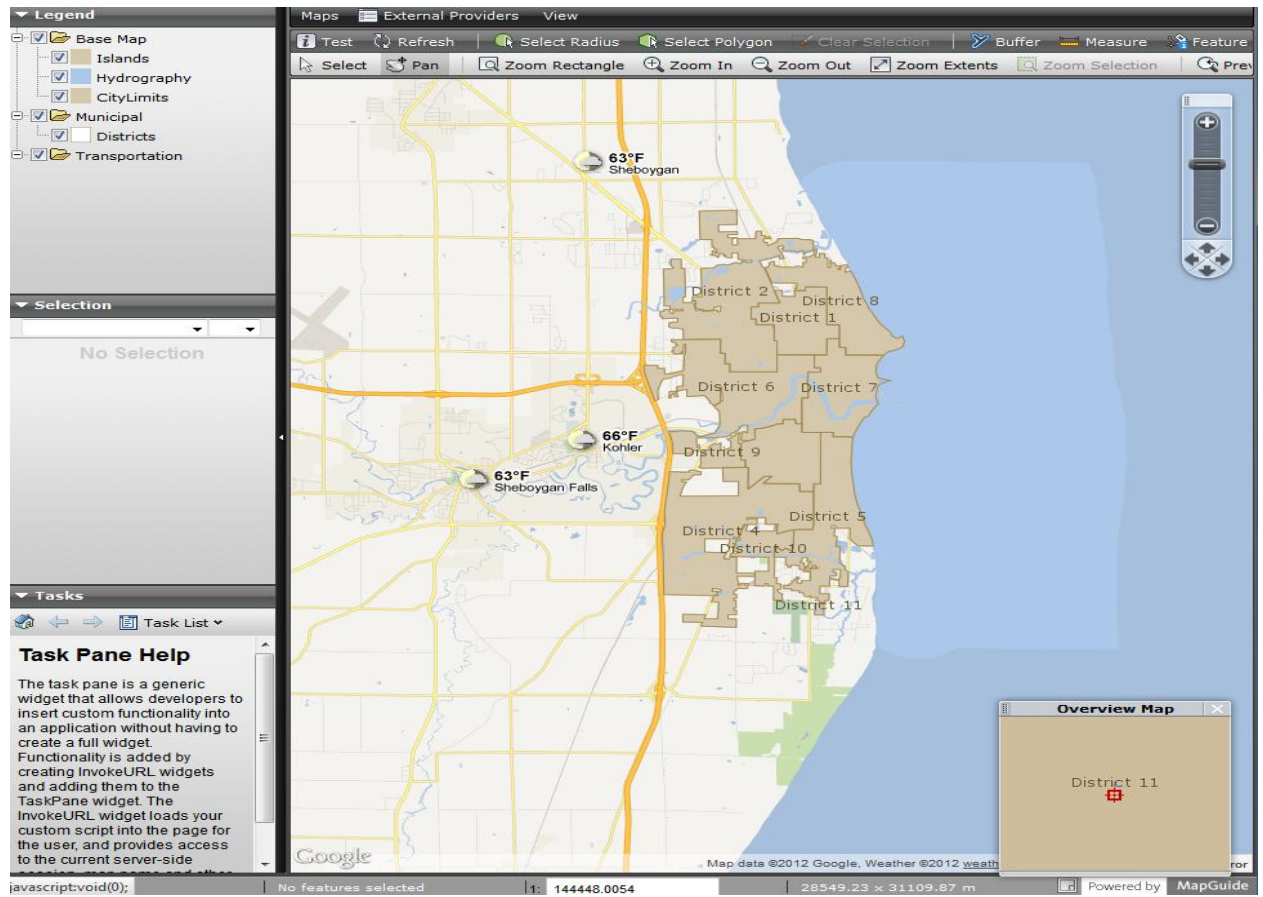 Legend
Base Map
Islands
Hydrography
CityLimits
Municipal
Districts
Transportation
Selection
No Selection
Tasks
Task List
Task Pane Help
The task pane is a generic
widget that allows developers to
insert custom functionality into
an application without having to
create a full widget.
Functionality is added by
creating InvokeURL widgets
and adding them to the
TaskPane widget. The
InvokeURL widget loads your
custom script into the page for
the user, and provides access
to the current server-side
Maps External Providers View
Test Refresh Select Radius Select Polygon Clear Selection Buffer Measure Feature
Select Pan Zoom Rectangle Zoom In Zoom Out Zoom Extents Zoom Selection Prev
63°F
Sheboygan
District 2
District 8
District 1
District 6 District 7
66°F
Kohler
District 9
63°F
Sheboygan Falls
District 5
District 4
District 10
District 11
Overview Map
District 11
Google
Map data ©2012 Google, Weather ©2012 weath
ror
javascript:void(0); No features selected 1: 144448.0054 28549.23 x 31109.87 m Powered by MapGuide